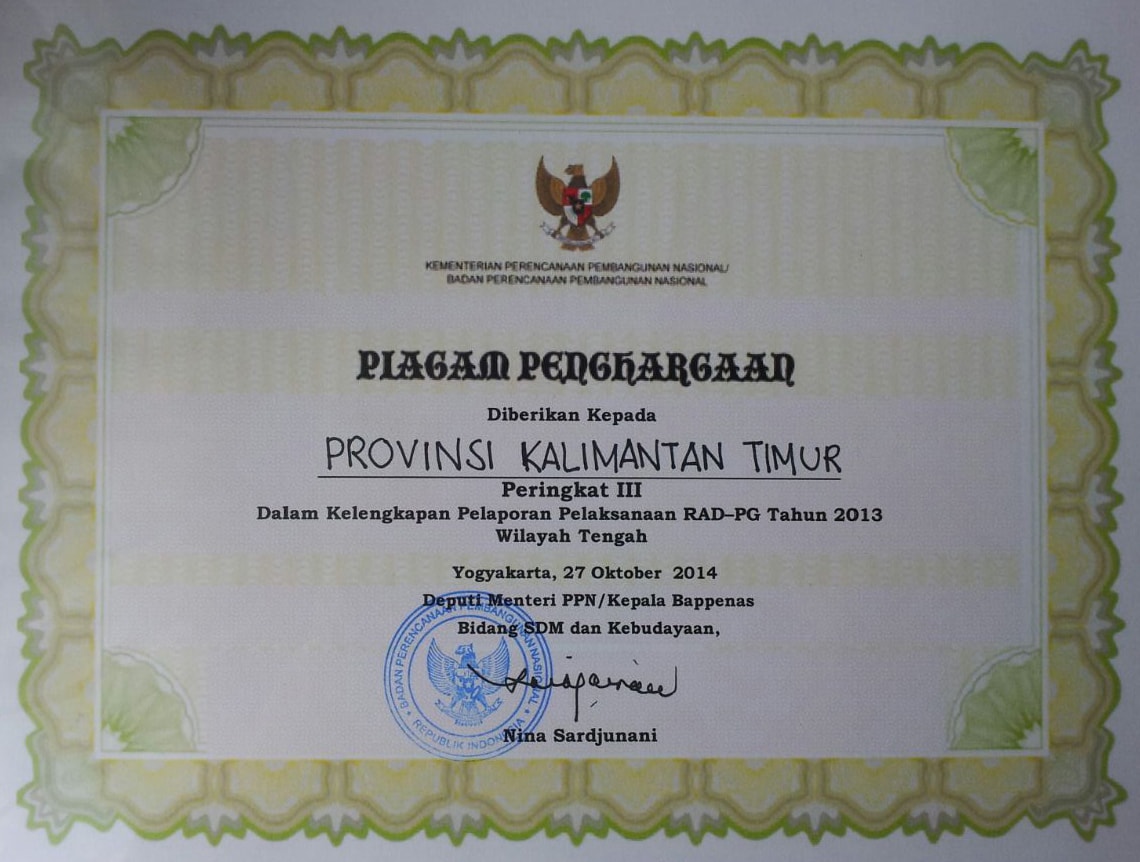 KEMENTERIAN PERENCANAAN PEMBANGUNAN NASIONAL/
BADAN PERENCANAAN PEMBANGUNAN NASIONAL
PIAGAM PENGHARGAAN
Diberikan Kepada
PROVINSI KALIMANTAN TIMUR
Peringkat III
Dalam Kelengkapan Pelaporan Pelaksanaan RAD–PG Tahun 2013
Wilayah Tengah
Yogyakarta, 27 Oktober 2014
Deputi Menteri PPN/Kepala Bappenas
Bidang SDM dan Kebudayaan,
BADAN PERENCANAAN PEMBANGUNAN NASIONAL
REPUBLIK INDONESIA
Nina Sardjunani